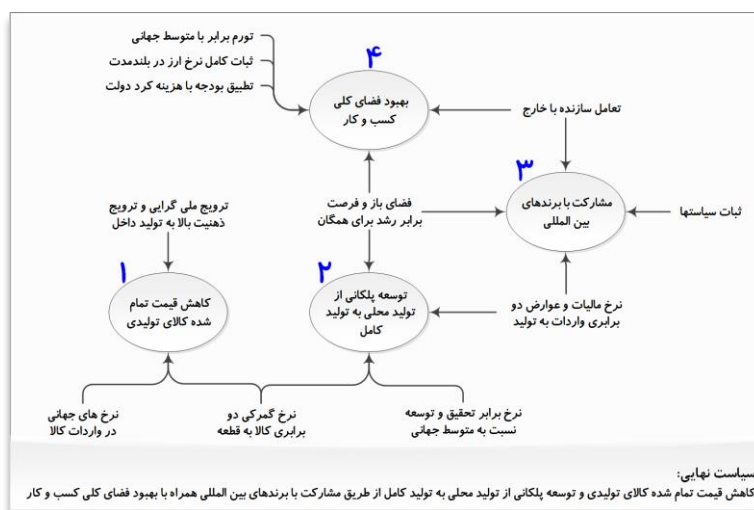 تورم برابر با متوسط جهانی
ثبات کامل نرخ ارز در بلندمدت
تطبیق بودجه با هزینه کرد دولت
۴
بهبود فضای کلی
کسب و کار
تعامل سازنده با خارج
۳
مشارکت با برندهای
بین المللی
ثبات سیاستها
فضای باز و فرصت
برابر رشد برای همگان
ترویج ملی گرایی و ترویج
ذهنیت بالا به تولید داخل
۱
کاهش قیمت تمام
شده کالای تولیدی
۲
توسعه پلکانی از
تولید محلی به تولید
کامل
نرخ مالیات و عوارض دو
برابری واردات به تولید
نرخ های جهانی
در واردات کالا
نرخ گمرکی دو
برابری کالا به قطعه
نرخ برابر تحقیق و توسعه
نسبت به متوسط جهانی
سیاست نهایی:
کاهش قیمت تمام شده کالای تولیدی و توسعه پلکانی از تولید محلی به تولید کامل از طریق مشارکت با برندهای بین المللی همراه با بهبود فضای کلی کسب و کار